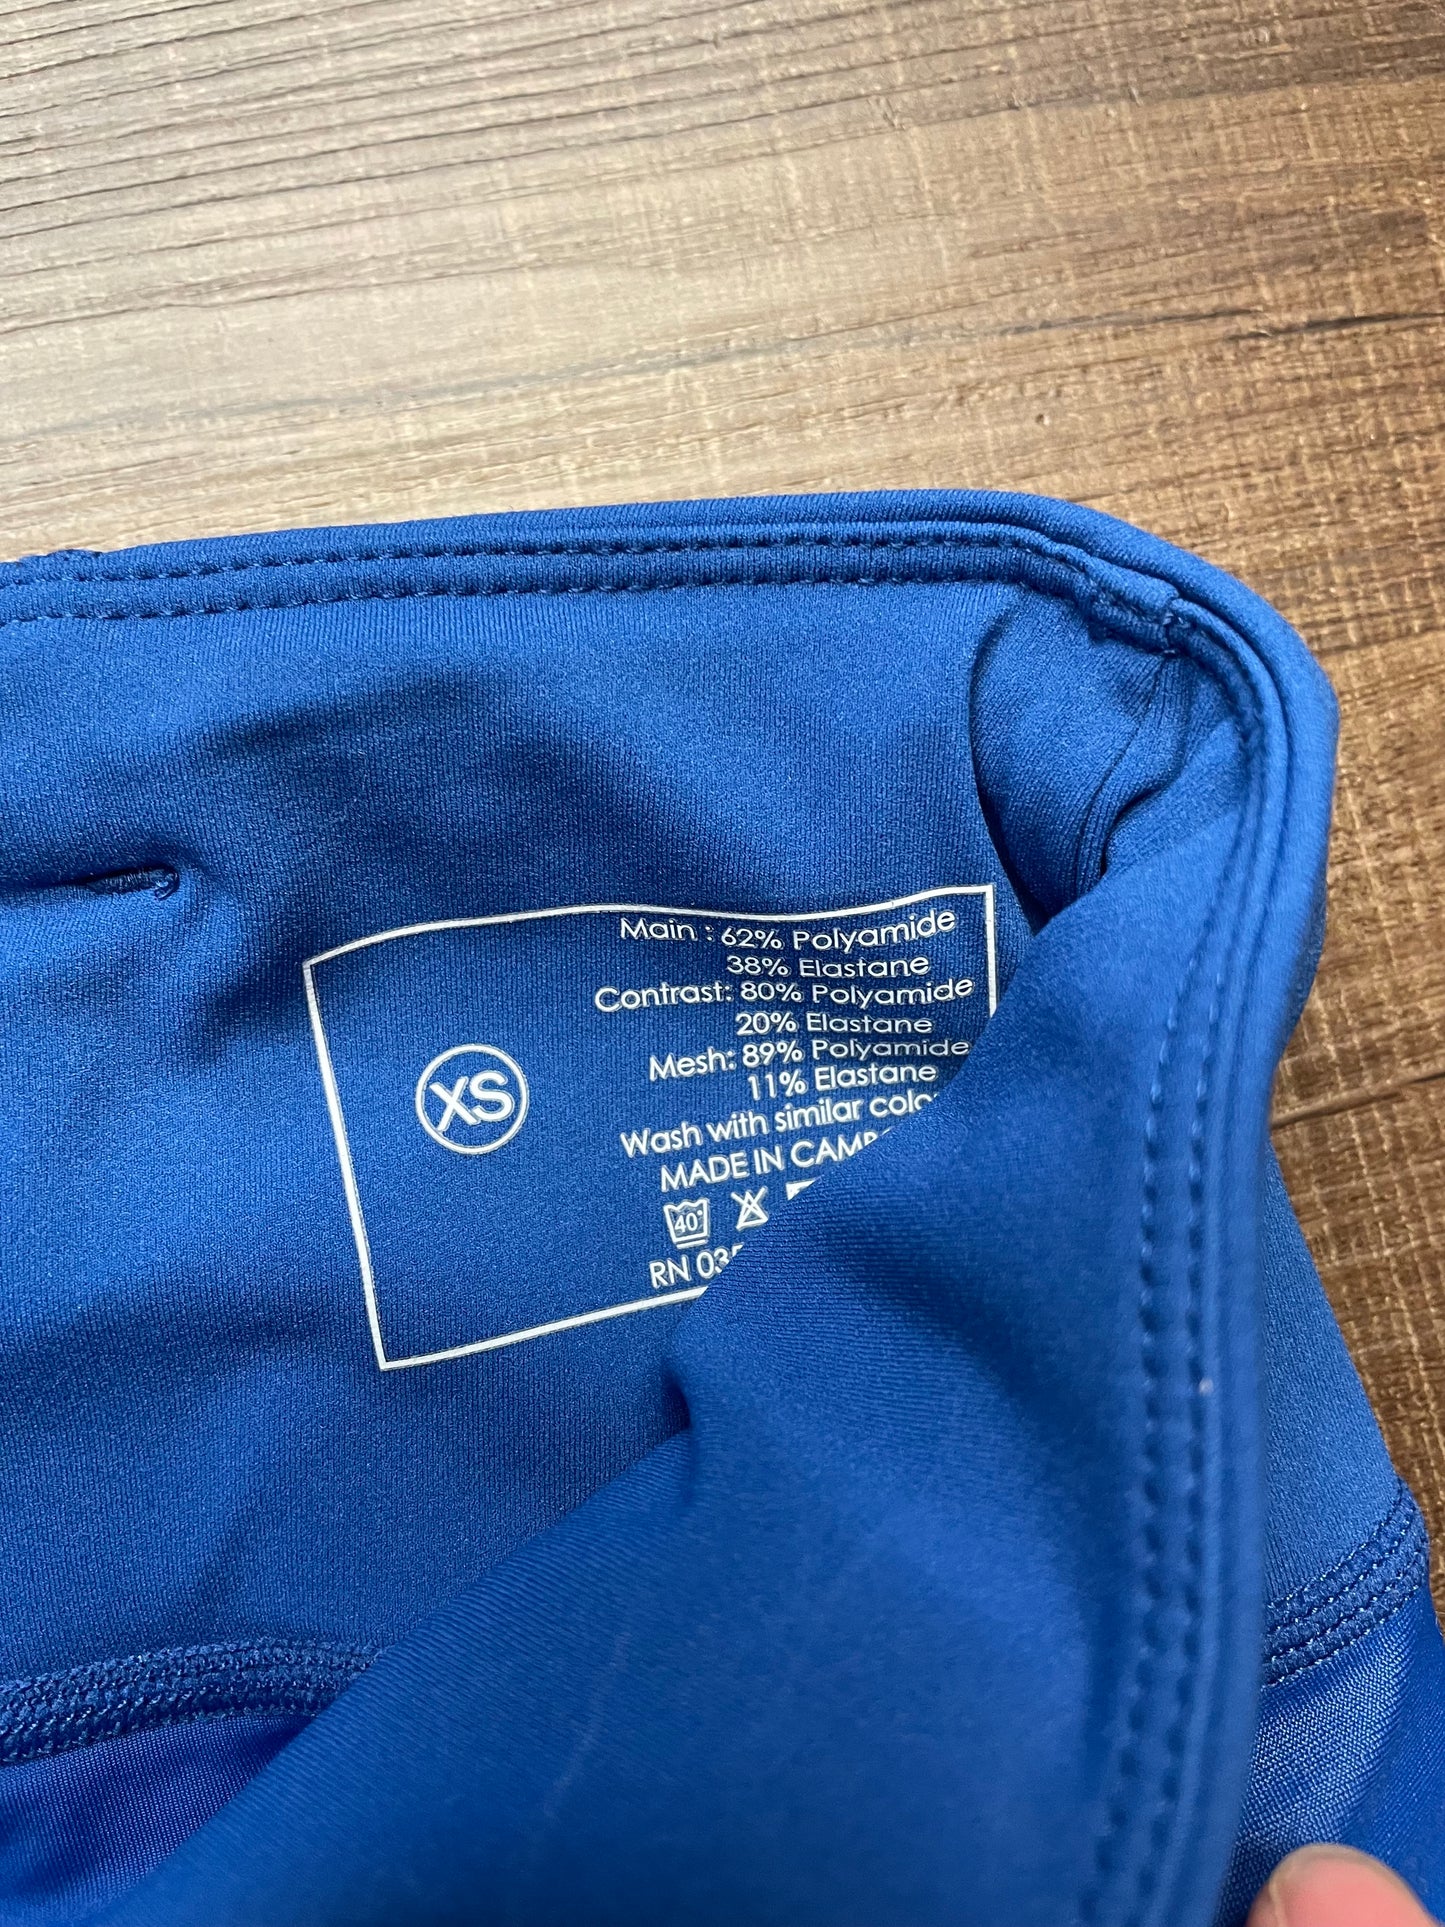 XS
Main : 62% Polyamide
38% Elastane
Contrast: 80% Polyamide
20% Elastane
Mesh: 89% Polyamide
11% Elastane
Wash with similar
MADE IN
40°
RN